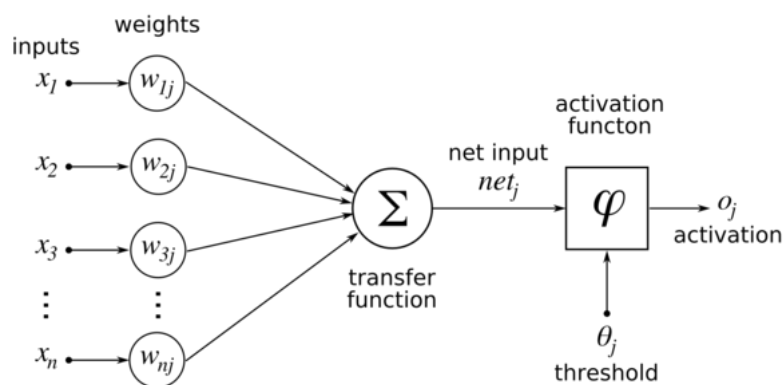 weights
inputs
x1 w1j
x2 w2j
x3 w3j
⋮ ⋮
xn wnj
Σ
transfer
function
net input
netj
activation
functon
φ
oj
activation
θj
threshold